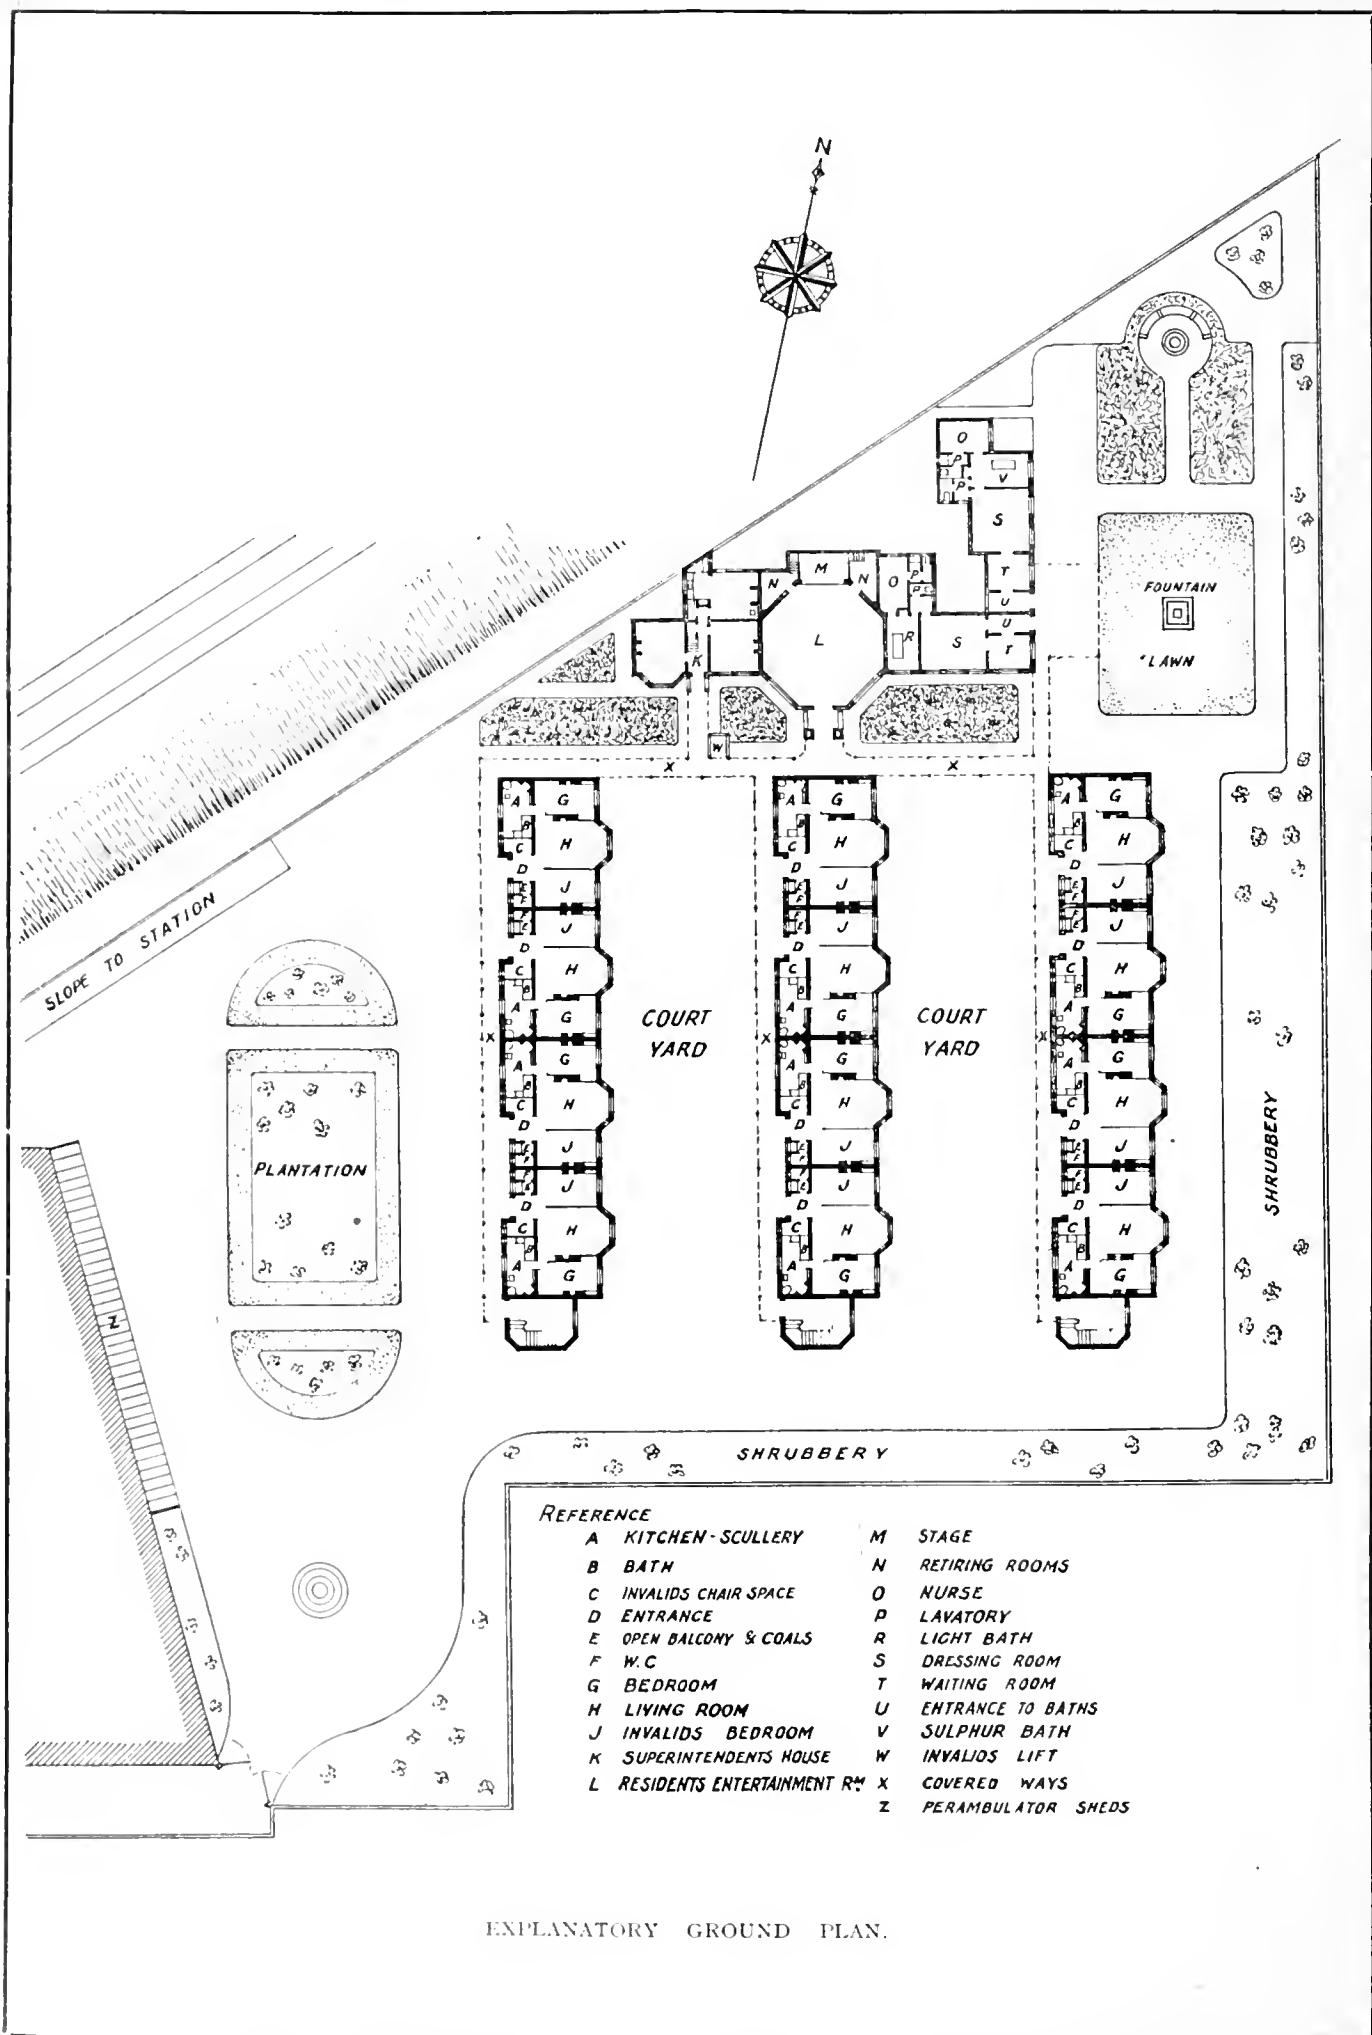 N
O
P
V
P
S
M
N
N
O
P
P
T
U
U
K
L
R
S
T
FOUNTAIN
LAWN
W
X
X
A G
B
C H
D
E J
F
F
E J
D
C H
B
A G
X
A G
B
C H
D
E J
F
F
E J
D
C H
B
A G
COURT
YARD
A G
B
C H
D
E J
F
F
E J
D
C H
B
A G
X
A G
B
C H
D
E J
F
F
E J
D
C H
B
A G
COURT
YARD
A G
B
C H
D
E J
F
F
E J
D
C H
B
A G
X
A G
B
C H
D
E J
F
F
E J
D
C H
B
A G
SLOPE TO STATION
PLANTATION
Z
SHRUBBERY
SHRUBBERY
REFERENCE
A KITCHEN-SCULLERY
B BATH
C INVALIDS CHAIR SPACE
D ENTRANCE
E OPEN BALCONY & COALS
F W.C
G BEDROOM
H LIVING ROOM
J INVALIDS BEDROOM
K SUPERINTENDENTS HOUSE
L RESIDENTS ENTERTAINMENT RM
M STAGE
N RETIRING ROOMS
O NURSE
P LAVATORY
R LIGHT BATH
S DRESSING ROOM
T WAITING ROOM
U ENTRANCE TO BATHS
V SULPHUR BATH
W INVALIDS LIFT
X COVERED WAYS
Z PERAMBULATOR SHEDS
EXPLANATORY GROUND PLAN.